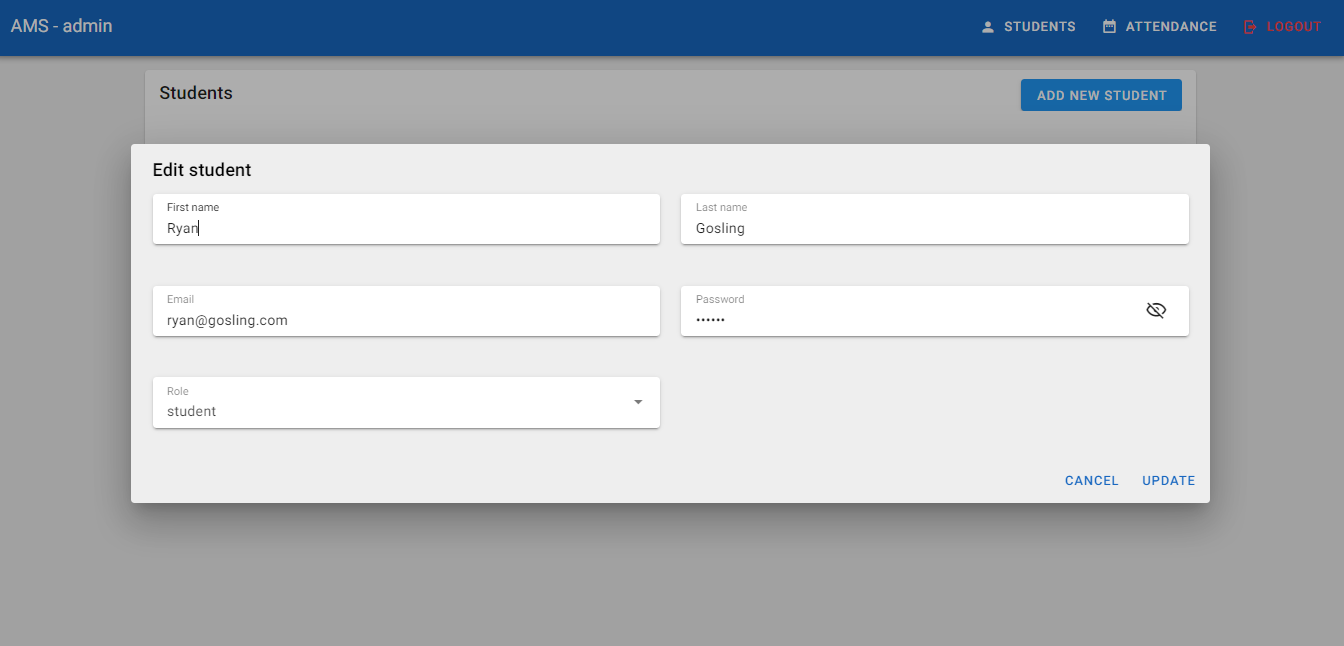 AMS - admin
STUDENTS
ATTENDANCE
LOGOUT
Students
ADD NEW STUDENT
Edit student
First name
Ryan
Last name
Gosling
Email
ryan@gosling.com
Password
••••••
Role
student
CANCEL
UPDATE